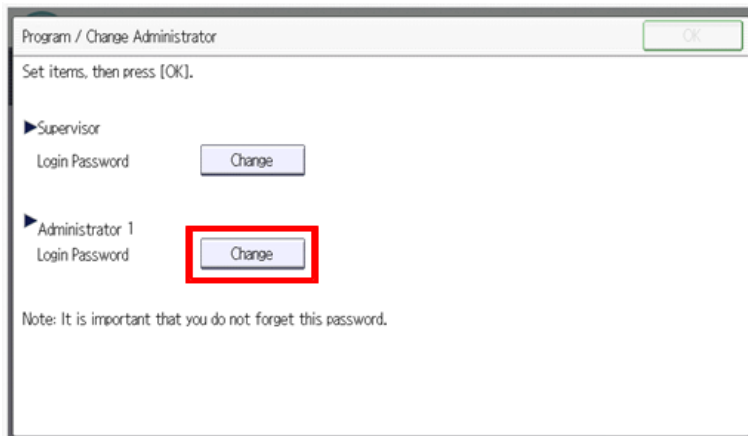 Program / Change Administrator
OK
Set items, then press [OK].
▶Supervisor
Login Password
Change
▶Administrator 1
Login Password
Change
Note: It is important that you do not forget this password.